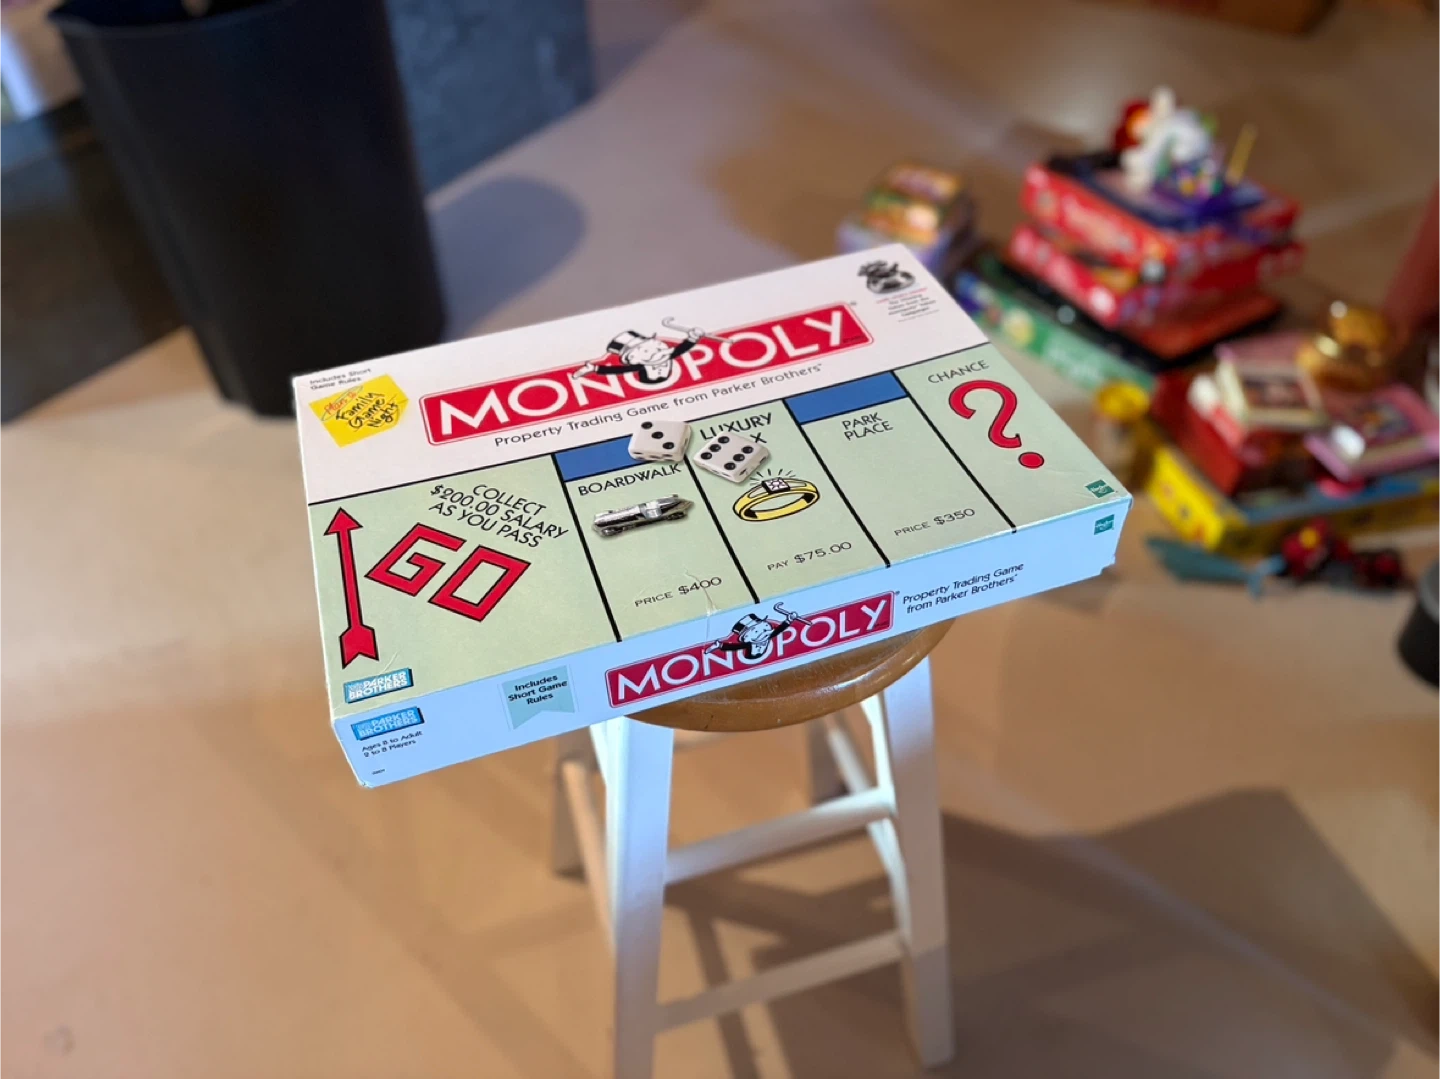 Includes Short
Game Rules
Family
Game
Night
MONOPOLY
Property Trading Game from Parker Brothers
COLLECT
$200.00 SALARY
AS YOU PASS
GO
BOARDWALK
PRICE $400
LUXURY
PAY $75.00
PARK
PLACE
PRICE $350
CHANCE
?
PARKER
BROTHERS
Hasbro
PARKER
BROTHERS
Ages 8 to Adult
2 to 8 Players
Includes
Short Game
Rules
MONOPOLY
Property Trading Game
from Parker Brothers
Hasbro